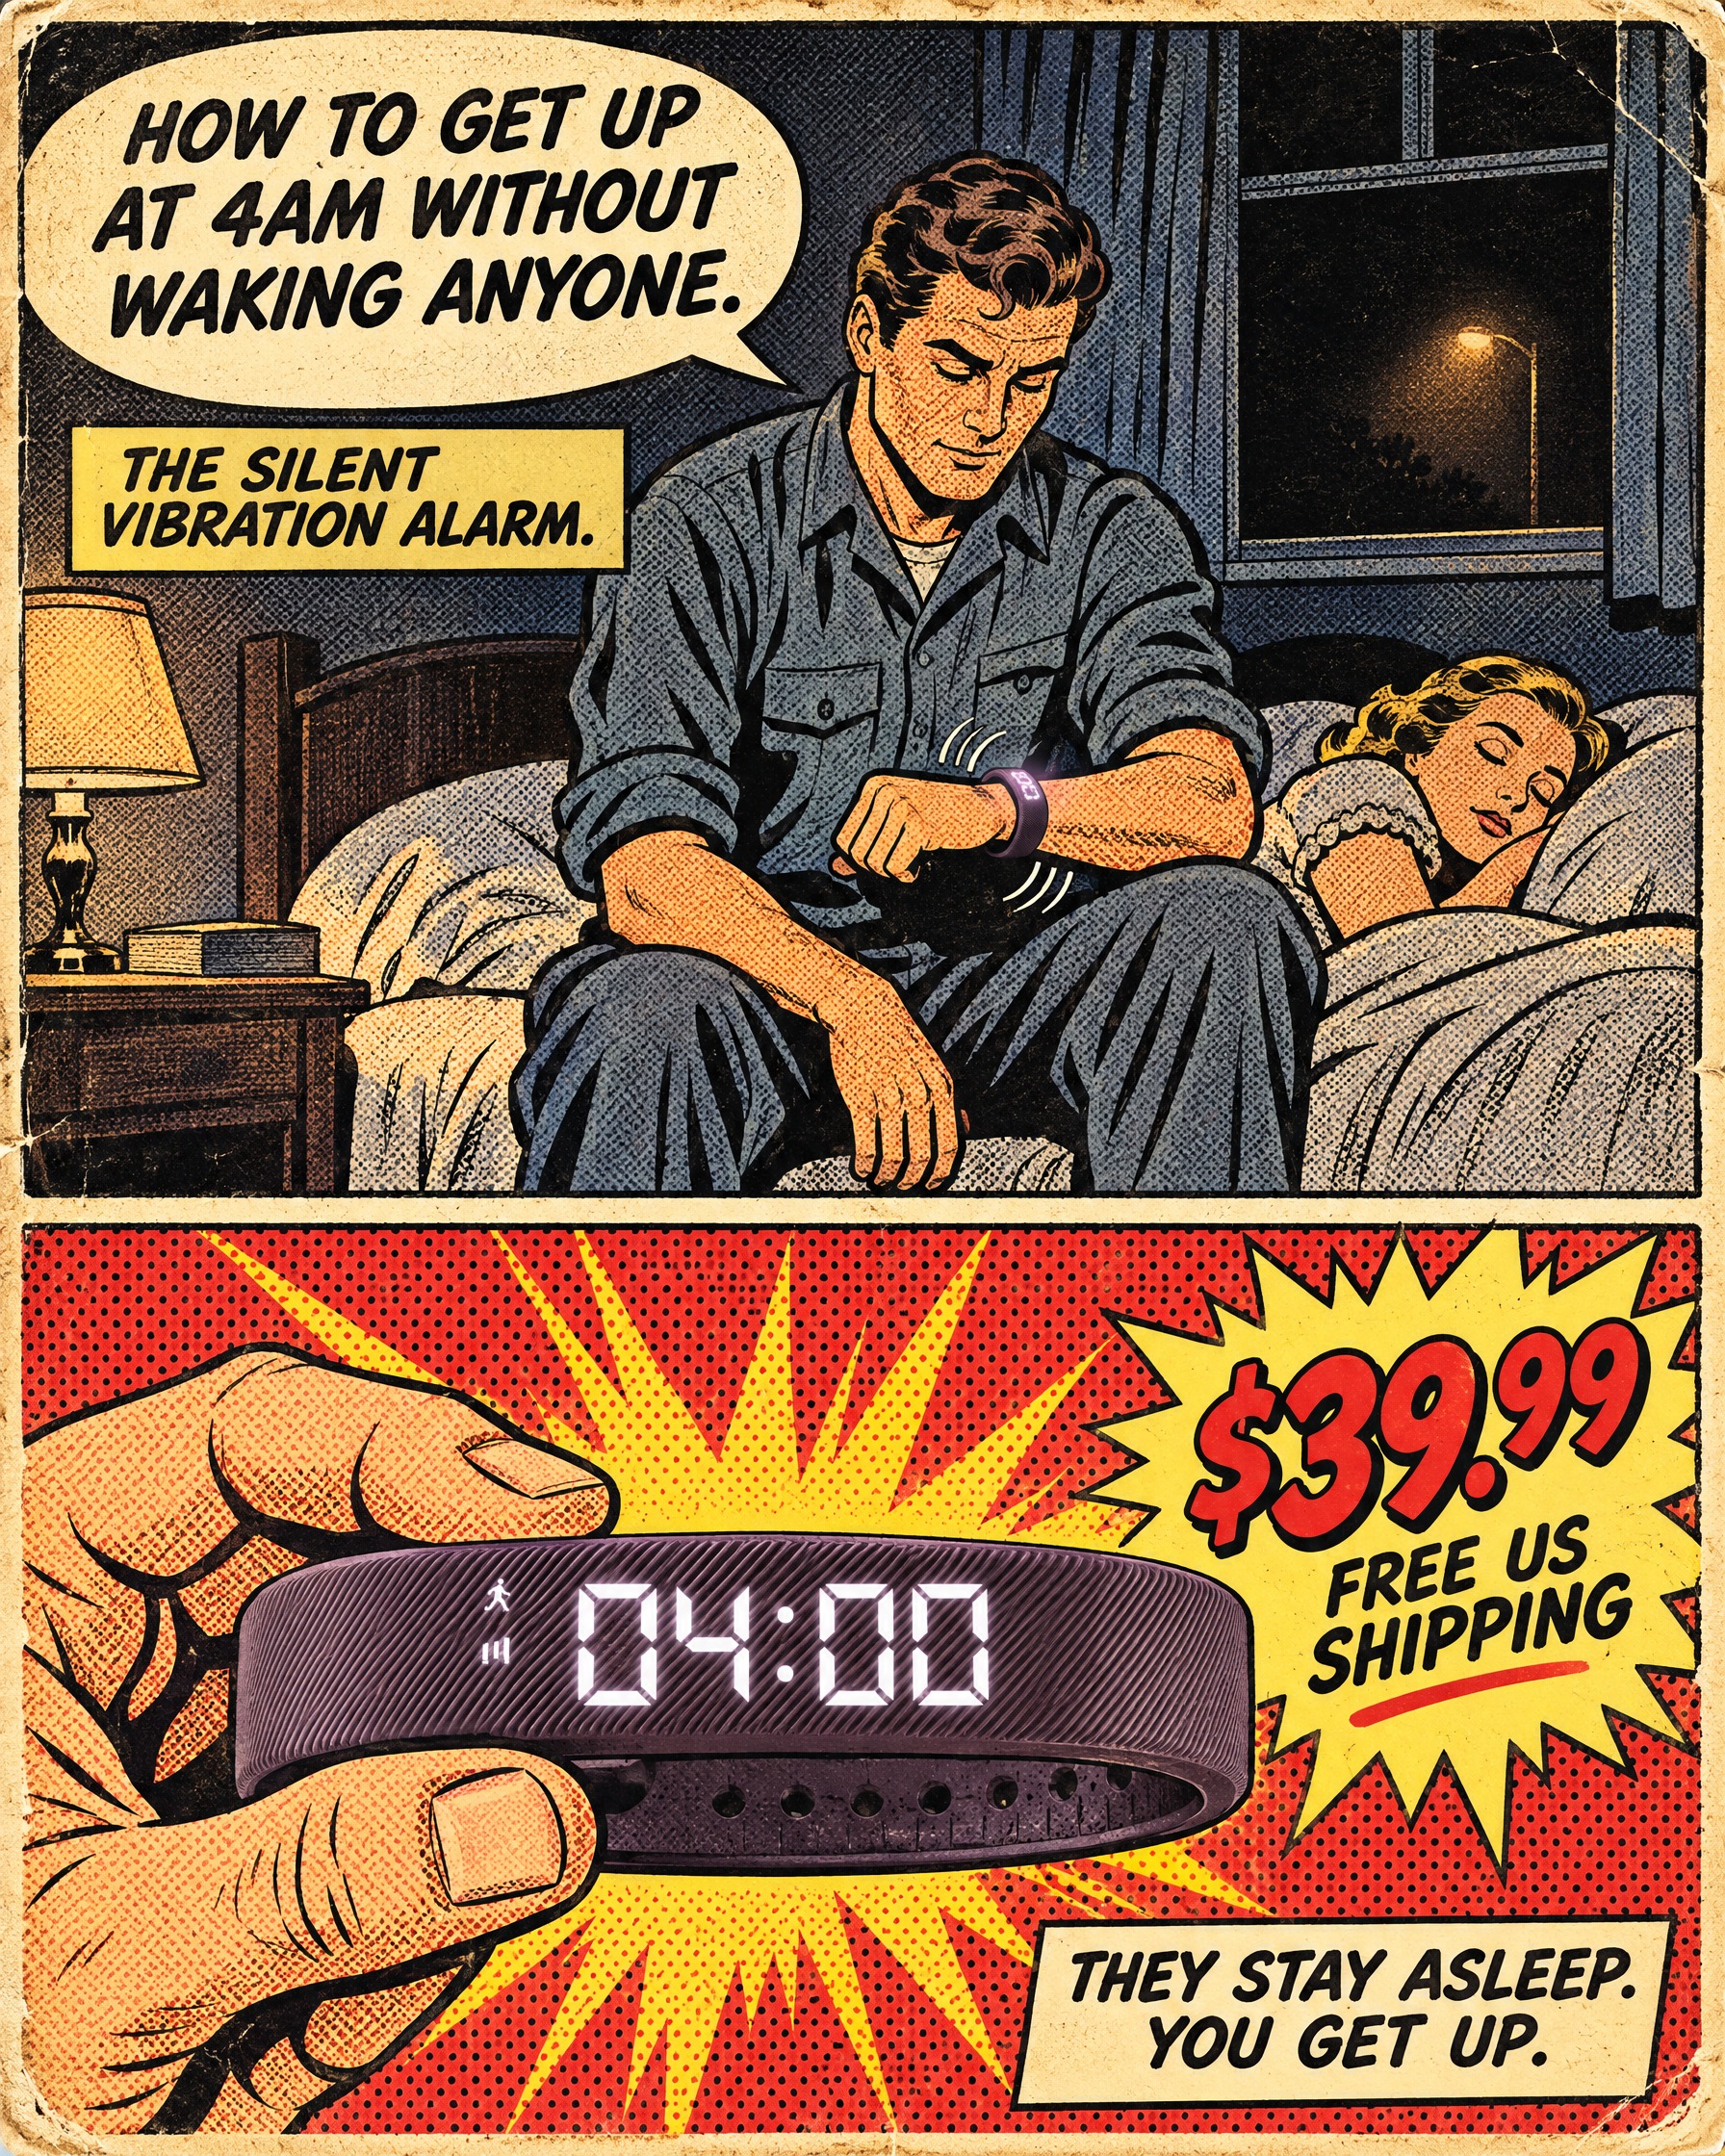 HOW TO GET UP
AT 4AM WITHOUT
WAKING ANYONE.
THE SILENT
VIBRATION ALARM.
$39.99
FREE US
SHIPPING
04:00
THEY STAY ASLEEP.
YOU GET UP.